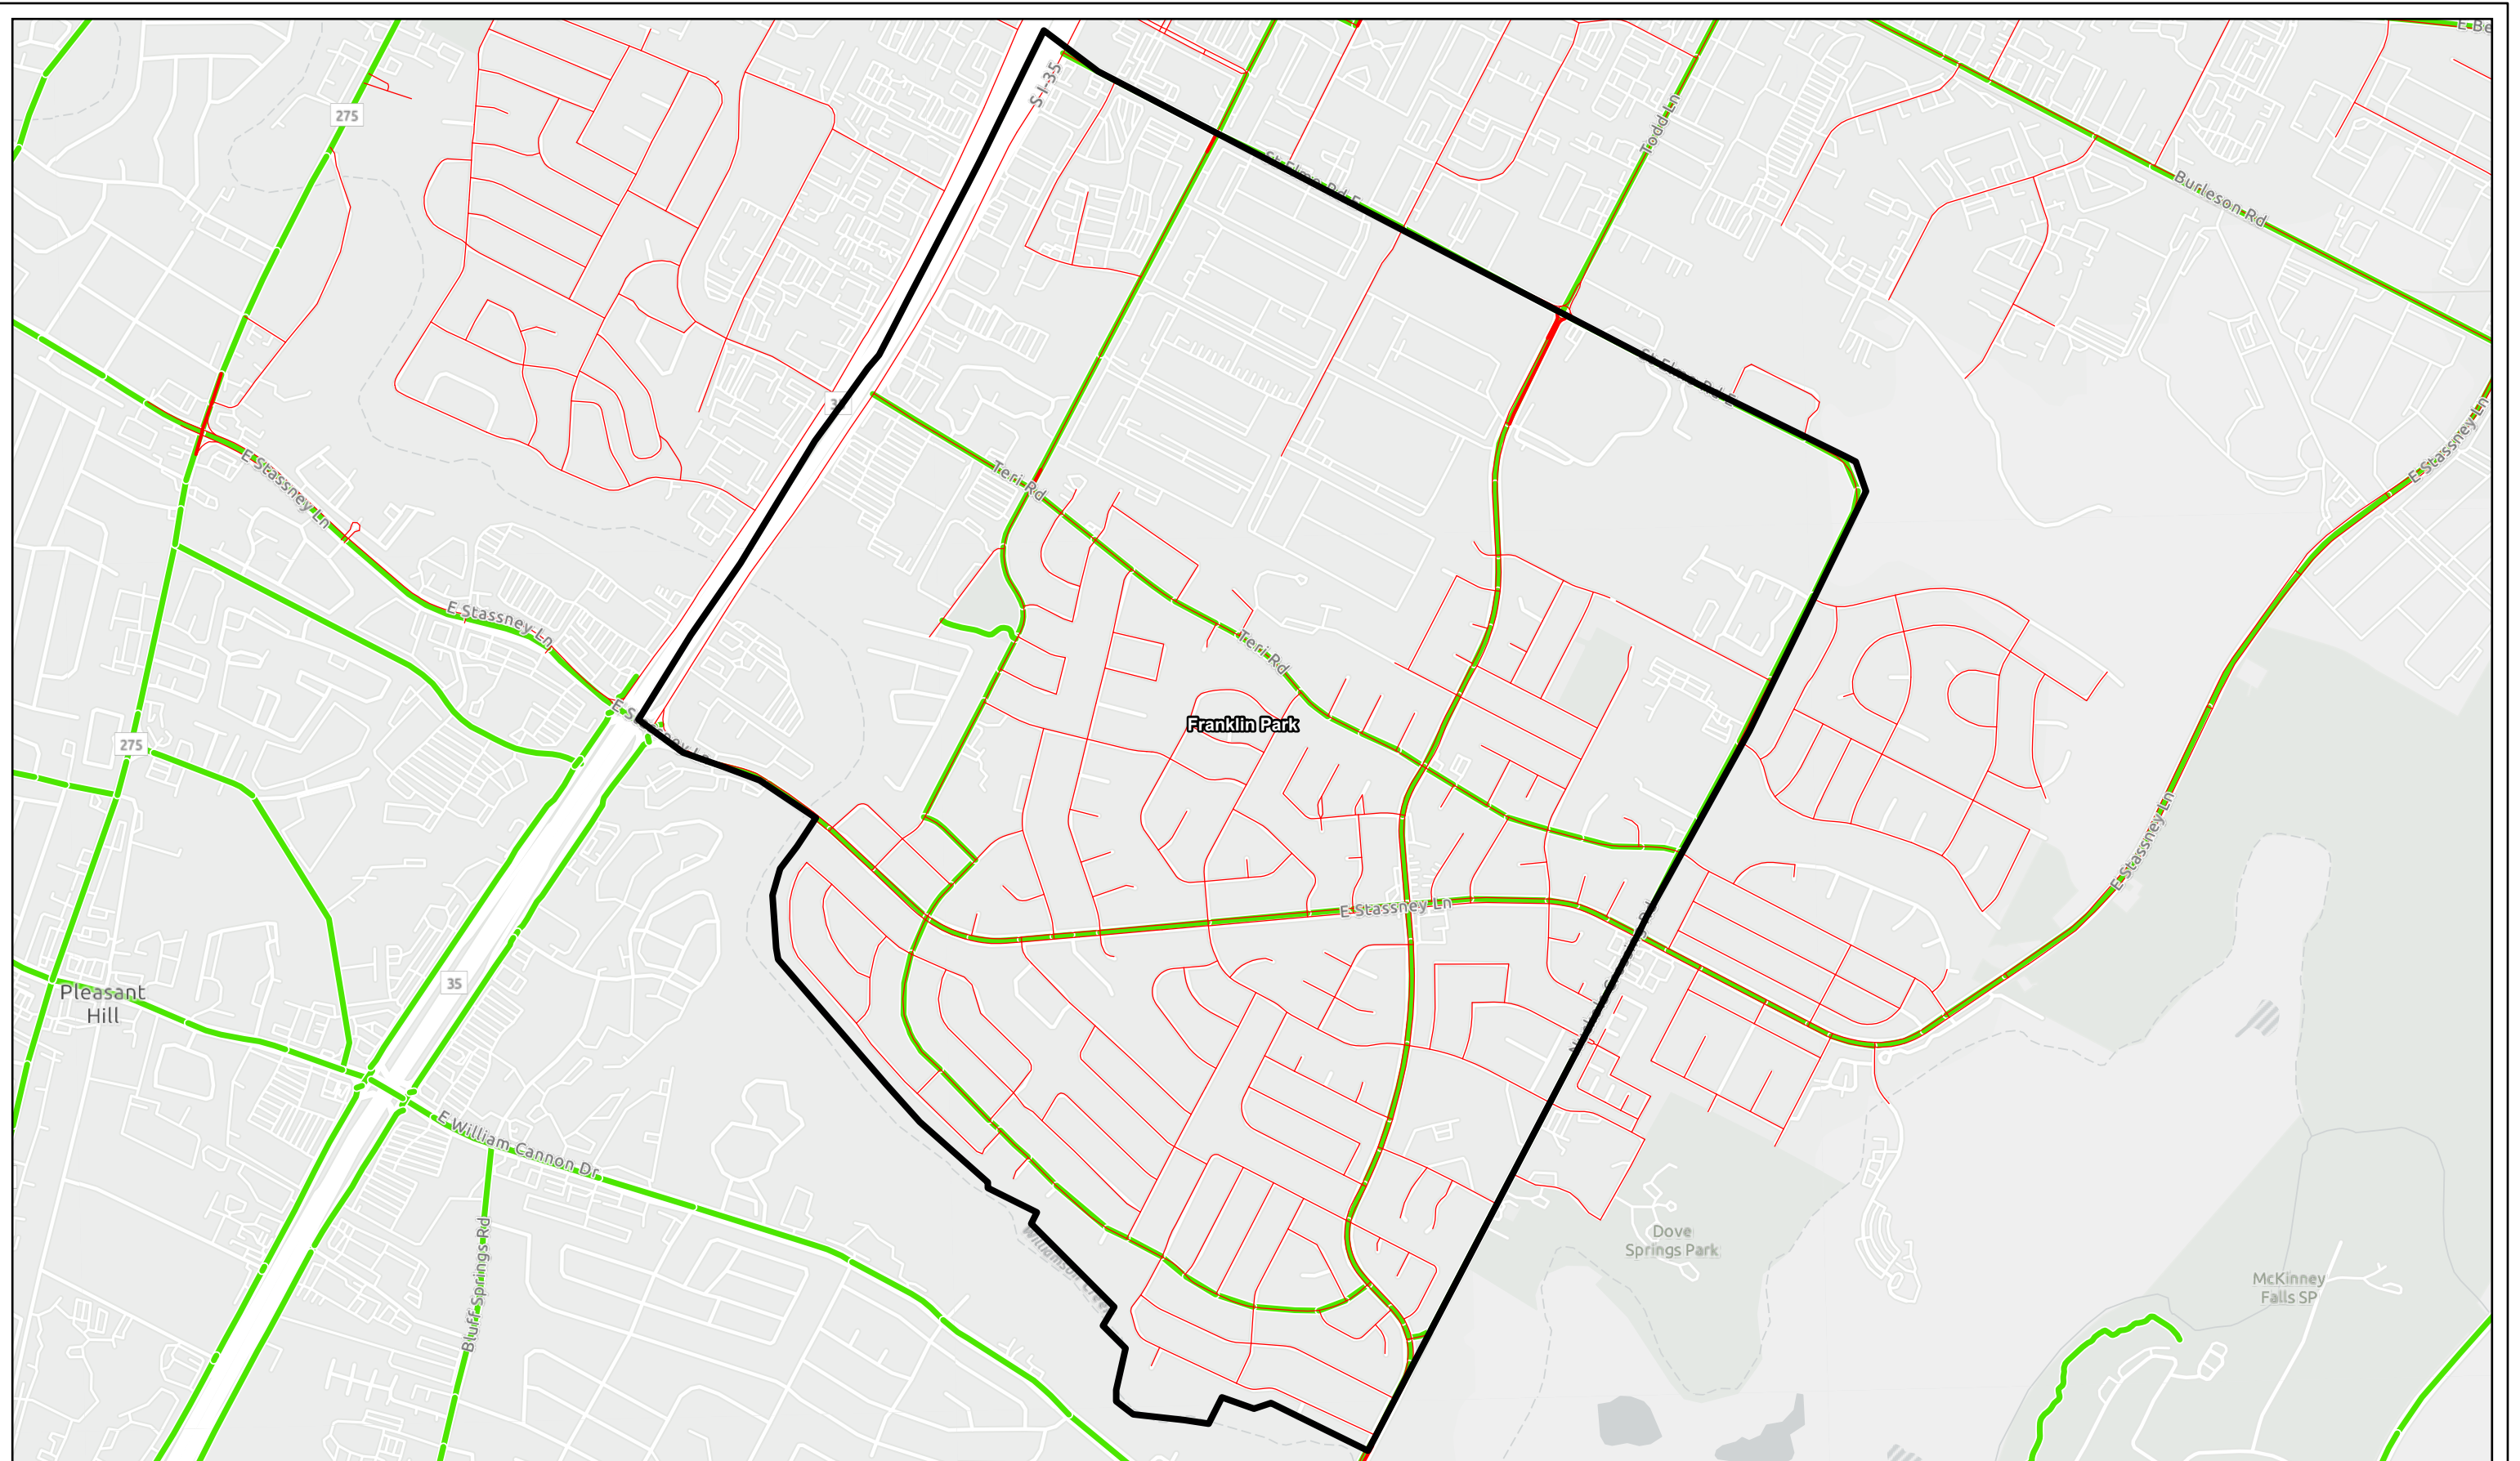 E Be
S I-35
275
Todd Ln
St Elmo Rd E
Burleson Rd
St Elmo Rd E
35
E Stassney Ln
Teri Rd
E Stassney Ln
E Stassney Ln
Teri Rd
E Stassney Ln
Franklin Park
275
E Stassney Ln
E Stassney Ln
35
Pleasant
Hill
E William Cannon Dr
Bluff Springs Rd
Dove
Springs Park
McKinney
Falls SP